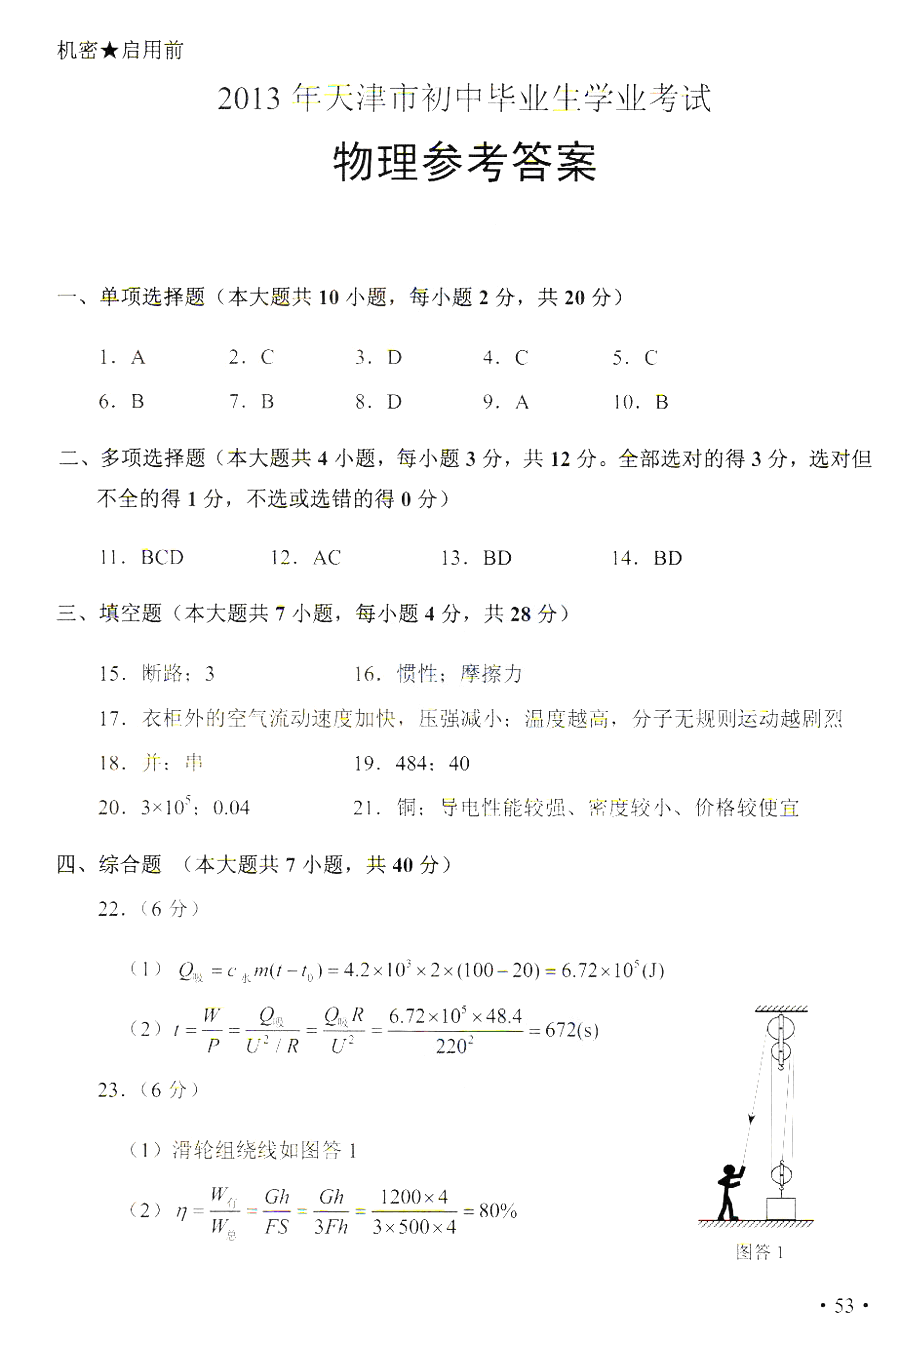 机密★启用前
2013 年天津市初中毕业生学业考试
物理参考答案
一、单项选择题（本大题共 10 小题，每小题 2 分，共 20 分）
1. A 2. C 3. D 4. C 5. C
6. B 7. B 8. D 9. A 10. B
二、多项选择题（本大题共 4 小题，每小题 3 分，共 12 分。全部选对的得 3 分，选对但
不全的得 1 分，不选或选错的得 0 分）
11. BCD 12. AC 13. BD 14. BD
三、填空题（本大题共 7 小题，每小题 4 分，共 28 分）
15. 断路；3 16. 惯性；摩擦力
17. 衣柜外的空气流动速度加快，压强减小；温度越高，分子无规则运动越剧烈
18. 并；串 19. 484；40
20. 3×10⁵；0.04 21. 铜；导电性能较强、密度较小、价格较便宜
四、综合题 （本大题共 7 小题，共 40 分）
22.（6 分）
（1） Q吸 = c水m(t − t₀) = 4.2×10³×2×(100−20) = 6.72×10⁵(J)
（2） t = W/P = Q吸/(U²/R) = Q吸R/U² = (6.72×10⁵×48.4)/220² = 672(s)
23.（6 分）
（1）滑轮组绕线如图答 1
（2） η = W有/W总 = Gh/FS = Gh/3Fh = (1200×4)/(3×500×4) = 80%
图答 1
· 53 ·